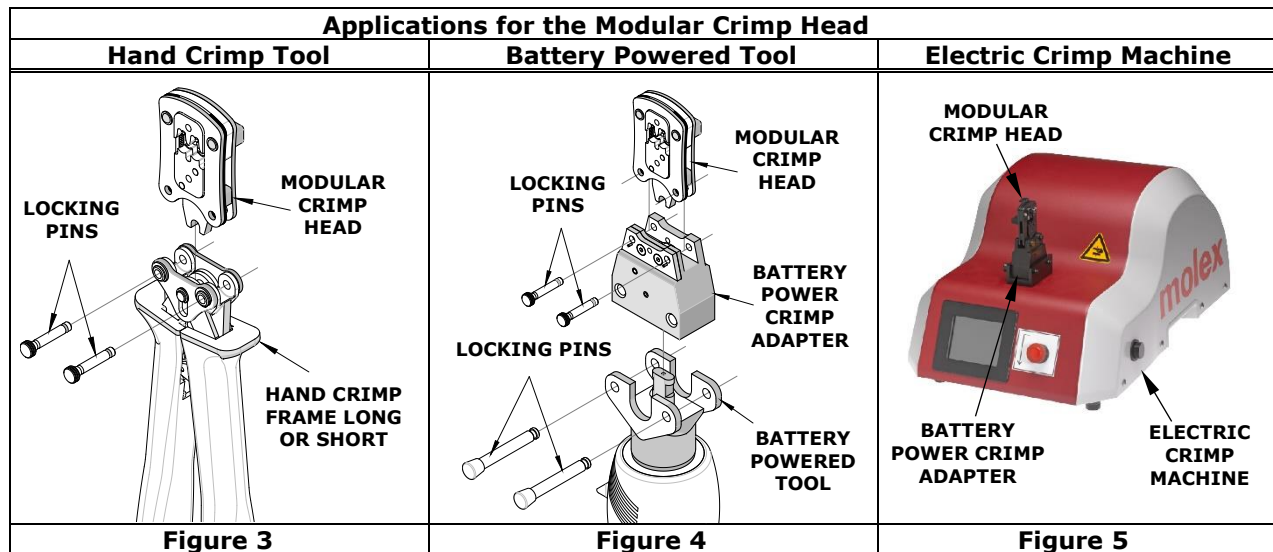 Applications for the Modular Crimp Head
Hand Crimp Tool
Battery Powered Tool
Electric Crimp Machine
MODULAR
CRIMP
HEAD
LOCKING
PINS
HAND CRIMP
FRAME LONG
OR SHORT
MODULAR
CRIMP
HEAD
LOCKING
PINS
BATTERY
POWER
CRIMP
ADAPTER
LOCKING PINS
BATTERY
POWERED
TOOL
MODULAR
CRIMP HEAD
molex
BATTERY
POWER CRIMP
ADAPTER
ELECTRIC
CRIMP
MACHINE
Figure 3
Figure 4
Figure 5